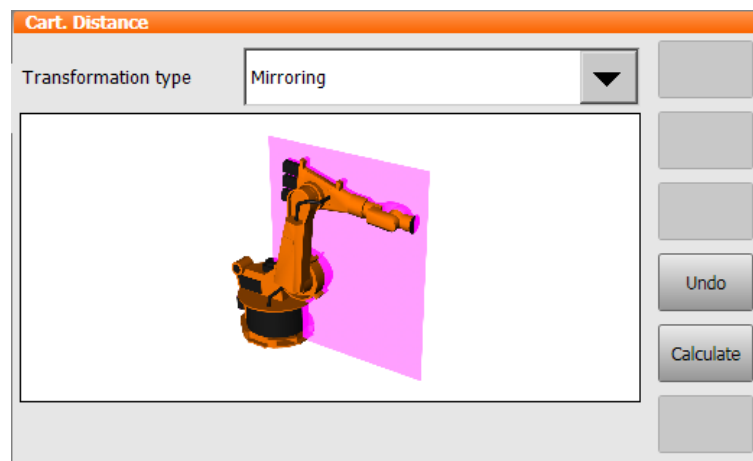 Cart. Distance
Transformation type
Mirroring
Undo
Calculate